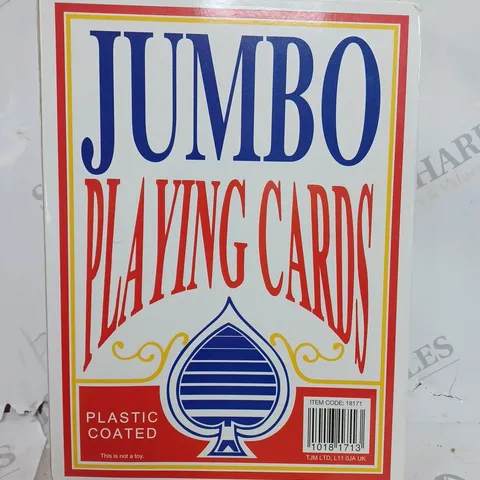 JUMBO
PLAYING CARDS
PLASTIC
COATED
This is not a toy.
ITEM CODE: 18171
10181713
TJM LTD, L11 0JA UK